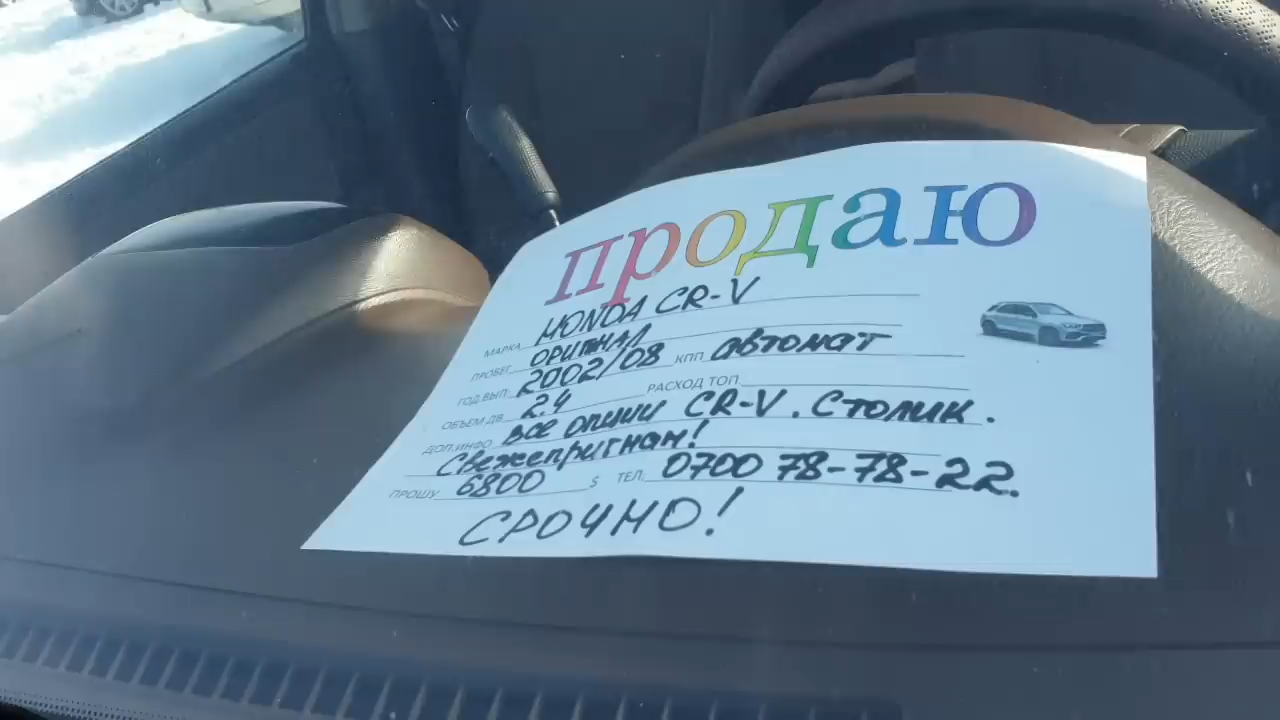 продаю
МАРКА HONDA CR-V
ПРОБЕГ ОРИГИНАЛ
ГОД.ВЫП. 2002/08 КПП автомат
ОБЪЕМ ДВ. 2.4 РАСХОД ТОП.
ДОП.ИНФО все опции CR-V. Столик.
Свежепригнан!
ПРОШУ 6800 $ ТЕЛ. 0700 78-78-22.
СРОЧНО!